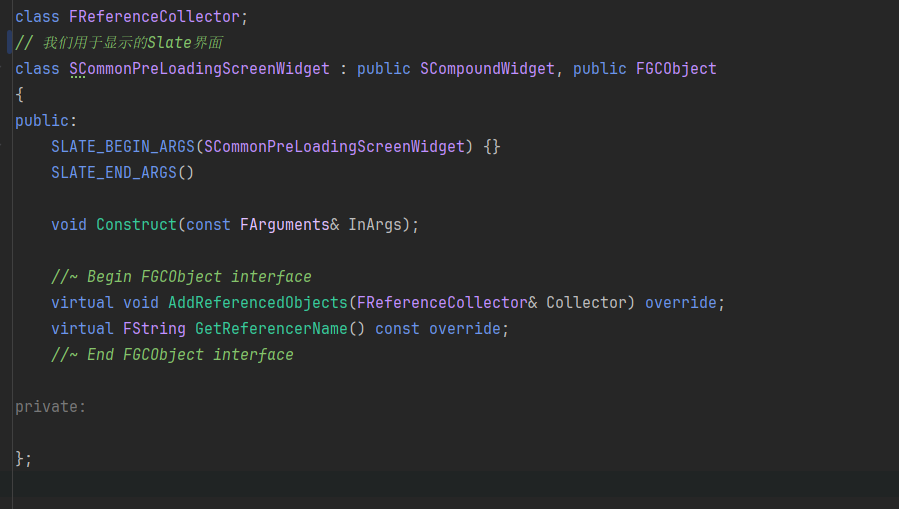 class FReferenceCollector;
// 我们用于显示的Slate界面
class SCommonPreLoadingScreenWidget : public SCompoundWidget, public FGCObject
{
public:
    SLATE_BEGIN_ARGS(SCommonPreLoadingScreenWidget) {}
    SLATE_END_ARGS()
    void Construct(const FArguments& InArgs);
    //~ Begin FGCObject interface
    virtual void AddReferencedObjects(FReferenceCollector& Collector) override;
    virtual FString GetReferencerName() const override;
    //~ End FGCObject interface
private:
};